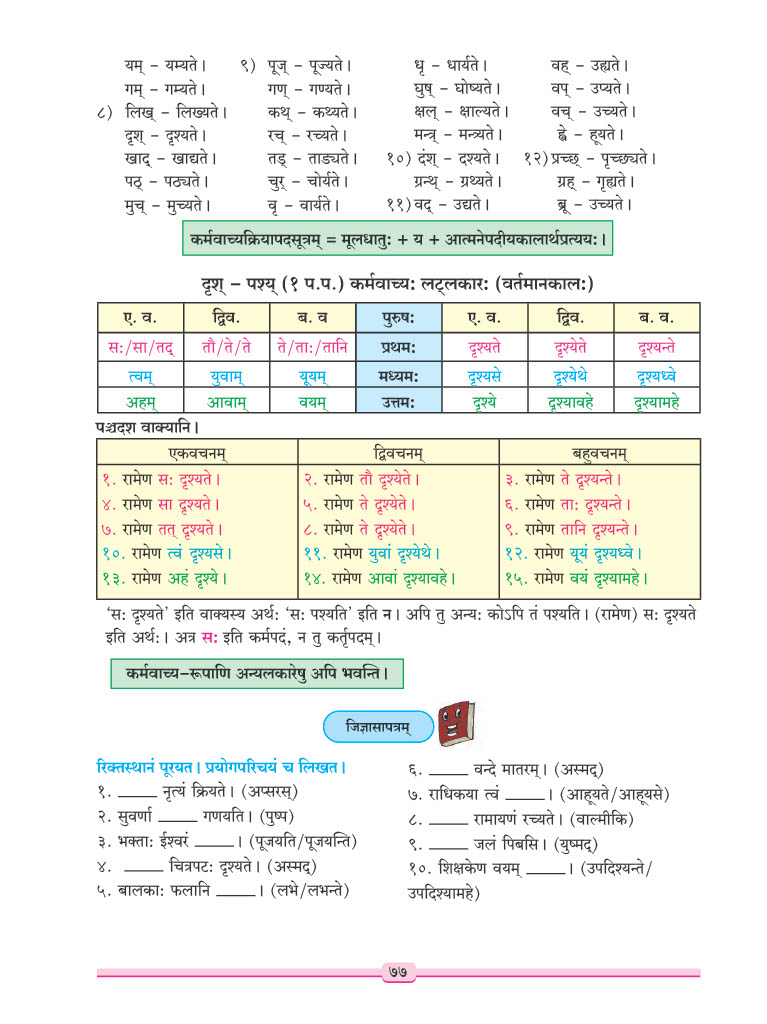 यम् – यम्यते। ९) पूज् – पूज्यते। धृ – धार्यते। वह् – उह्यते।
गम् – गम्यते। गण् – गण्यते। घुष् – घोष्यते। वप् – उप्यते।
८) लिख् – लिख्यते। कथ् – कथ्यते। क्षल् – क्षाल्यते। वच् – उच्यते।
दृश् – दृश्यते। रच् – रच्यते। मन्त्र् – मन्त्र्यते। ह्वे – हूयते।
खाद् – खाद्यते। तड् – ताड्यते। १०) दंश् – दश्यते। १२) प्रच्छ् – पृच्छ्यते।
पठ् – पठ्यते। चुर् – चोर्यते। ग्रन्थ् – ग्रथ्यते। ग्रह् – गृह्यते।
मुच् – मुच्यते। वृ – वार्यते। ११) वद् – उद्यते। ब्रू – उच्यते।
कर्मवाच्यक्रियापदसूत्रम् = मूलधातुः + य + आत्मनेपदीयकालार्थप्रत्ययः।
दृश् – पश्य् (१ प.प.) कर्मवाच्यः लट्लकारः (वर्तमानकालः)
ए. व. द्विव. ब. व पुरुषः ए. व. द्विव. ब. व.
सः/सा/तद् तौ/ते/ते ते/ताः/तानि प्रथमः दृश्यते दृश्येते दृश्यन्ते
त्वम् युवाम् यूयम् मध्यमः दृश्यसे दृश्येथे दृश्यध्वे
अहम् आवाम् वयम् उत्तमः दृश्ये दृश्यावहे दृश्यामहे
पञ्चदश वाक्यानि।
एकवचनम् द्विवचनम् बहुवचनम्
१. रामेण सः दृश्यते। २. रामेण तौ दृश्येते। ३. रामेण ते दृश्यन्ते।
४. रामेण सा दृश्यते। ५. रामेण ते दृश्येते। ६. रामेण ताः दृश्यन्ते।
७. रामेण तत् दृश्यते। ८. रामेण ते दृश्येते। ९. रामेण तानि दृश्यन्ते।
१०. रामेण त्वं दृश्यसे। ११. रामेण युवां दृश्येथे। १२. रामेण यूयं दृश्यध्वे।
१३. रामेण अहं दृश्ये। १४. रामेण आवां दृश्यावहे। १५. रामेण वयं दृश्यामहे।
‘सः दृश्यते’ इति वाक्यस्य अर्थः ‘सः पश्यति’ इति न। अपि तु अन्यः कोऽपि तं पश्यति। (रामेण) सः दृश्यते
इति अर्थः। अत्र सः इति कर्मपदं, न तु कर्तृपदम्।
कर्मवाच्य-रूपाणि अन्यलकारेषु अपि भवन्ति।
जिज्ञासापत्रम्
रिक्तस्थानं पूरयत। प्रयोगपरिचयं च लिखत।
१. _____ नृत्यं क्रियते। (अप्सरस्)
२. सुवर्णा _____ गणयति। (पुष्प)
३. भक्ताः ईश्वरं _____। (पूजयति/पूजयन्ति)
४. _____ चित्रपटः दृश्यते। (अस्मद्)
५. बालकाः फलानि _____। (लभे/लभन्ते)
६. _____ वन्दे मातरम्। (अस्मद्)
७. राधिकया त्वं _____। (आहूयते/आहूयसे)
८. _____ रामायणं रच्यते। (वाल्मीकि)
९. _____ जलं पिबसि। (युष्मद्)
१०. शिक्षकेण वयम् _____। (उपदिश्यन्ते/
उपदिश्यामहे)
७७